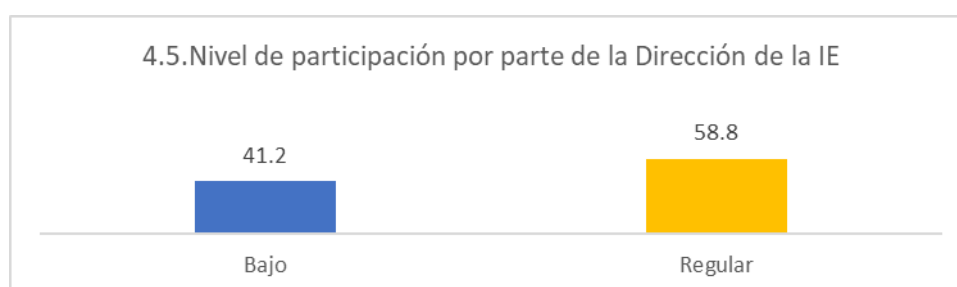 4.5.Nivel de participación por parte de la Dirección de la IE
58.8
41.2
Bajo
Regular